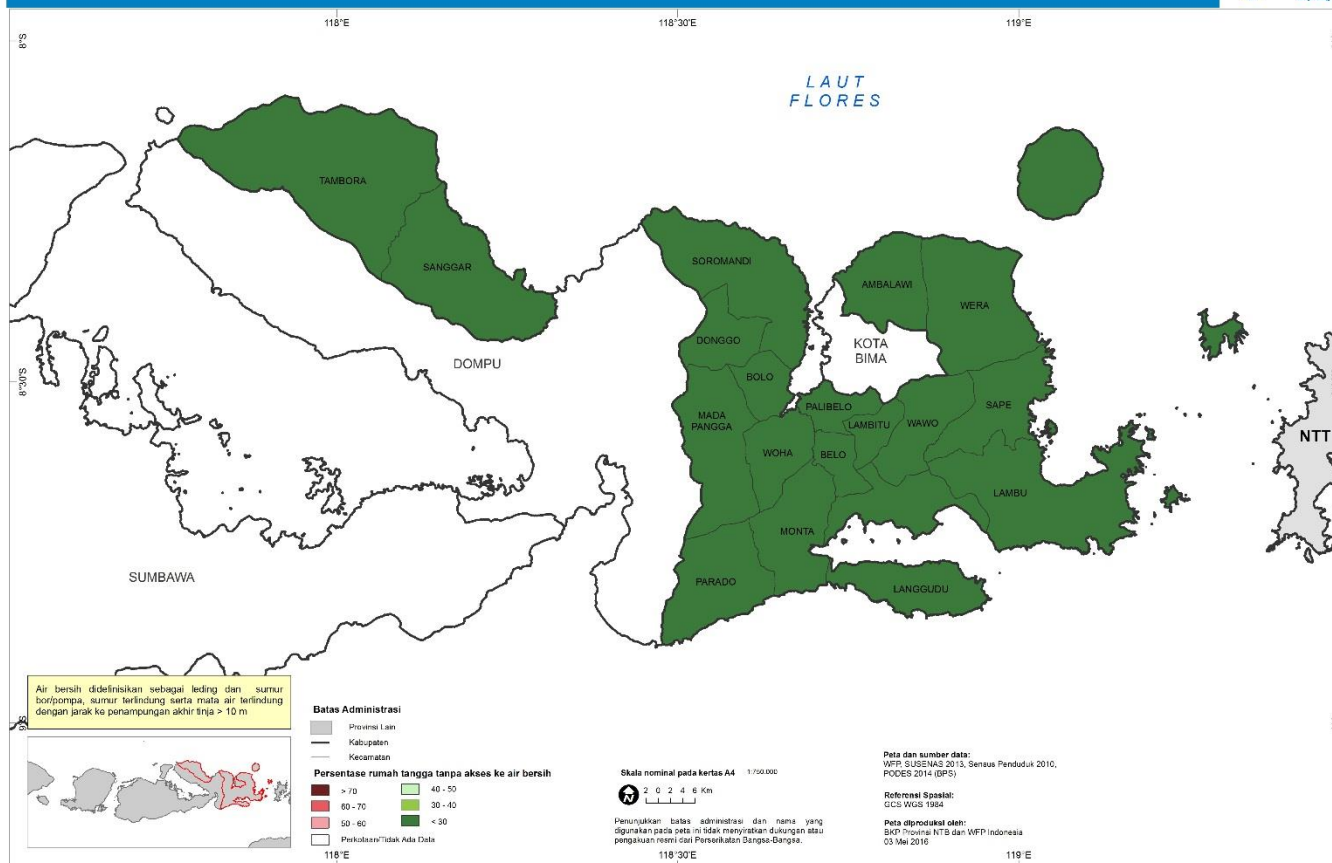 118°E
118°30'E
119°E
8°S
LAUT
FLORES
TAMBORA
SANGGAR
SOROMANDI
AMBALAWI
WERA
DONGGO
KOTA
BIMA
DOMPU
BOLO
8°30'S
MADA
PANGGA
PALIBELO
LAMBITU
WAWO
SAPE
NTT
WOHA
BELO
LAMBU
MONTA
SUMBAWA
PARADO
LANGGUDU
Air bersih didefinisikan sebagai leding dan sumur
bor/pompa, sumur terlindung serta mata air terlindung
dengan jarak ke penampungan akhir tinja > 10 m
Batas Administrasi
Provinsi Lain
Kabupaten
Kecamatan
Persentase rumah tangga tanpa akses ke air bersih
> 70
60 - 70
50 - 60
40 - 50
30 - 40
< 30
Perkotaan/Tidak Ada Data
Skala nominal pada kertas A4 1:750.000
N
2 0 2 4 6 Km
Penunjukkan batas administrasi dan nama yang
digunakan pada peta ini tidak menyiratkan dukungan atau
pengakuan resmi dari Perserikatan Bangsa-Bangsa.
Peta dan sumber data:
WFP, SUSENAS 2013, Sensus Penduduk 2010,
PODES 2014 (BPS)
Referensi Spasial:
GCS WGS 1984
Peta diproduksi oleh:
BKP Provinsi NTB dan WFP Indonesia
03 Mei 2016
118°E
118°30'E
119°E